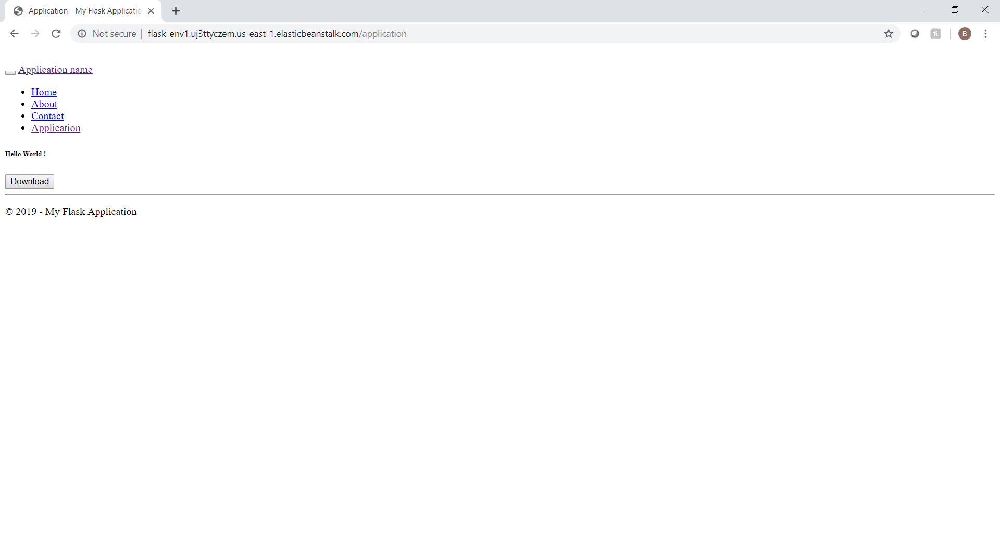 Application - My Flask Applicatio
Not secure | flask-env1.uj3ttyczem.us-east-1.elasticbeanstalk.com/application
B
Application name
Home
About
Contact
Application
Hello World !
Download
© 2019 - My Flask Application